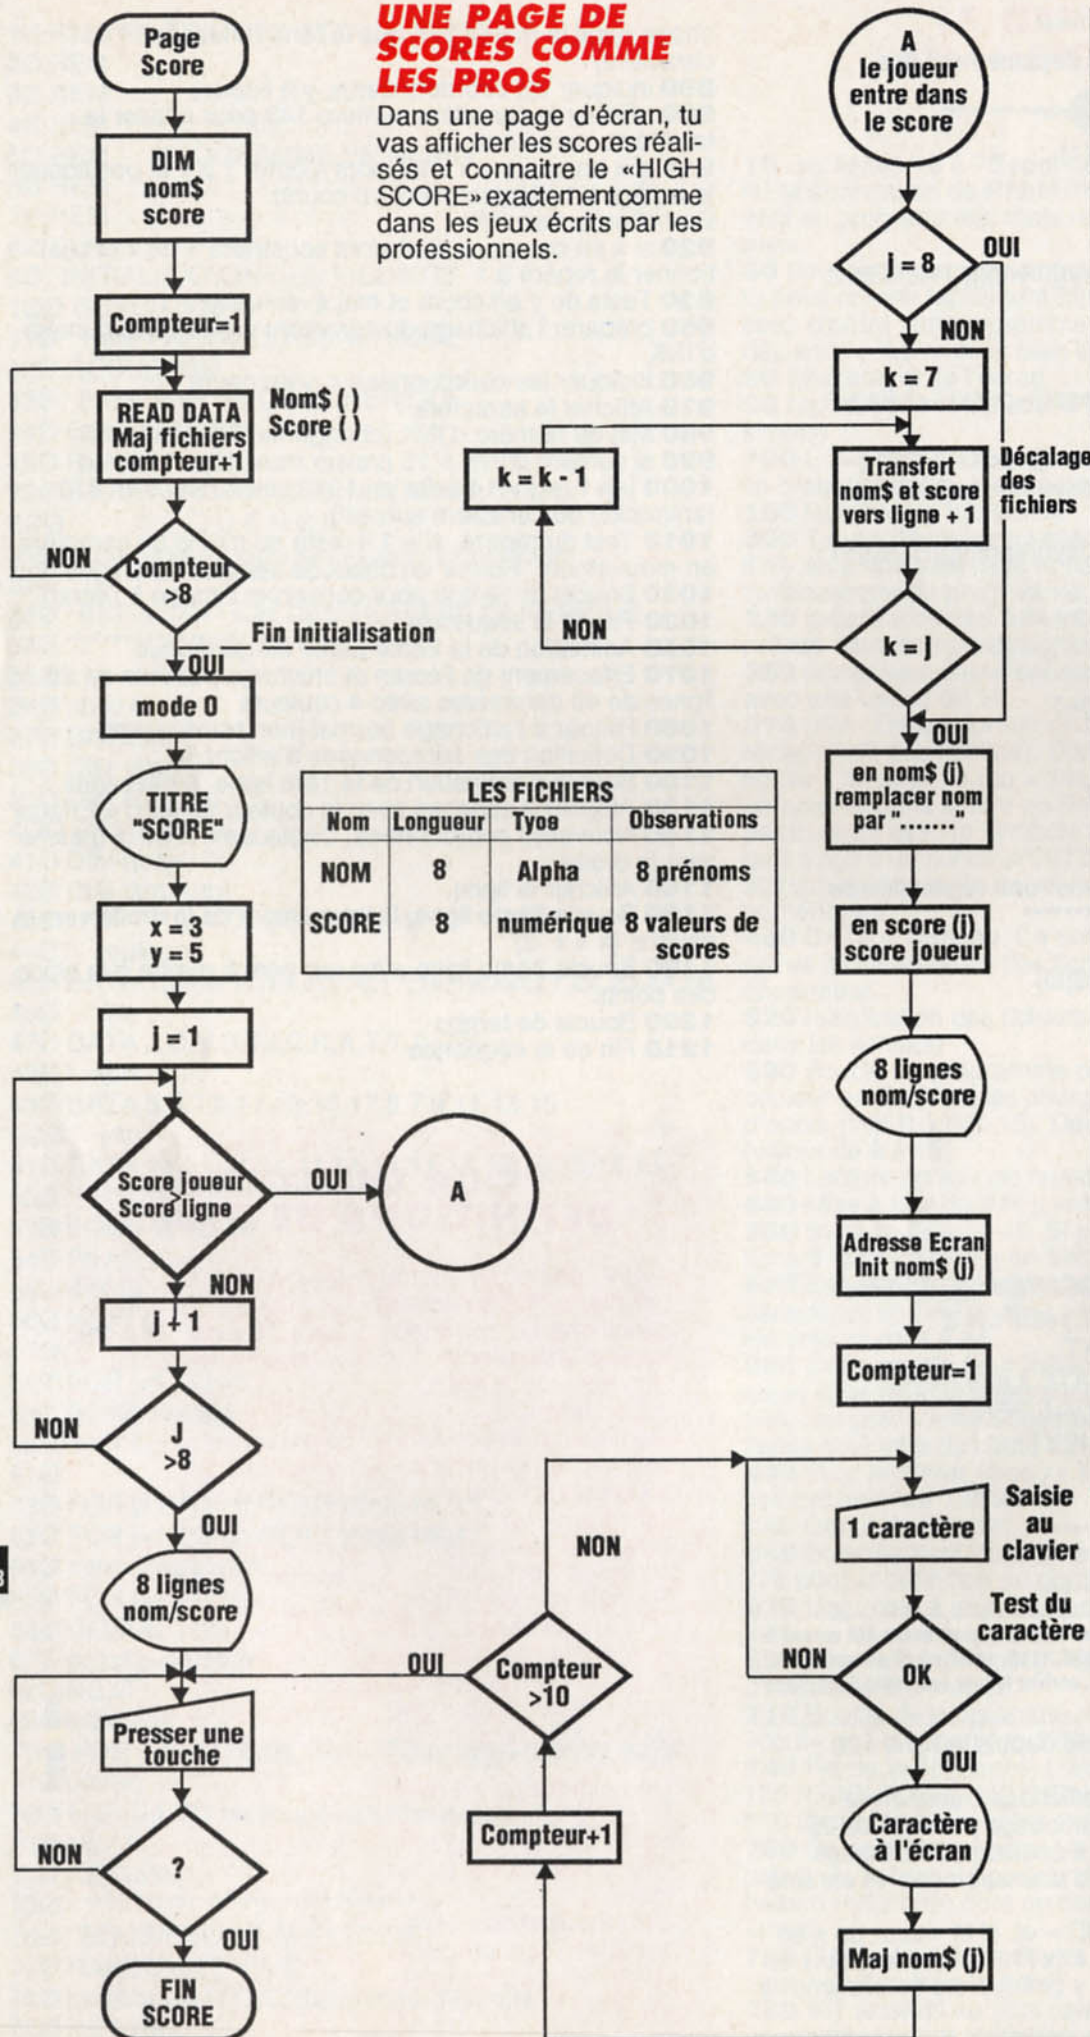 UNE PAGE DE
SCORES COMME
LES PROS
Dans une page d'écran, tu
vas afficher les scores réali-
sés et connaitre le «HIGH
SCORE» exactement comme
dans les jeux écrits par les
professionnels.
Page
Score
DIM
nom$
score
Compteur=1
READ DATA
Maj fichiers
compteur+1
Nom$ ( )
Score ( )
NON
Compteur
>8
Fin initialisation
OUI
mode 0
TITRE
"SCORE"
x = 3
y = 5
j = 1
Score joueur
>
Score ligne
OUI
A
NON
j + 1
NON
J
>8
OUI
8 lignes
nom/score
Presser une
touche
NON
?
OUI
FIN
SCORE
LES FICHIERS
Nom Longueur Type Observations
NOM 8 Alpha 8 prénoms
SCORE 8 numérique 8 valeurs de
scores
A
le joueur
entre dans
le score
j = 8
OUI
NON
k = 7
k = k - 1
Transfert
nom$ et score
vers ligne + 1
Décalage
des
fichiers
NON
k = j
OUI
en nom$ (j)
remplacer nom
par "......."
en score (j)
score joueur
8 lignes
nom/score
Adresse Ecran
Init nom$ (j)
Compteur=1
1 caractère
Saisie
au
clavier
Test du
caractère
NON
OK
OUI
Caractère
à l'écran
Maj nom$ (j)
Compteur+1
Compteur
>10
NON
OUI